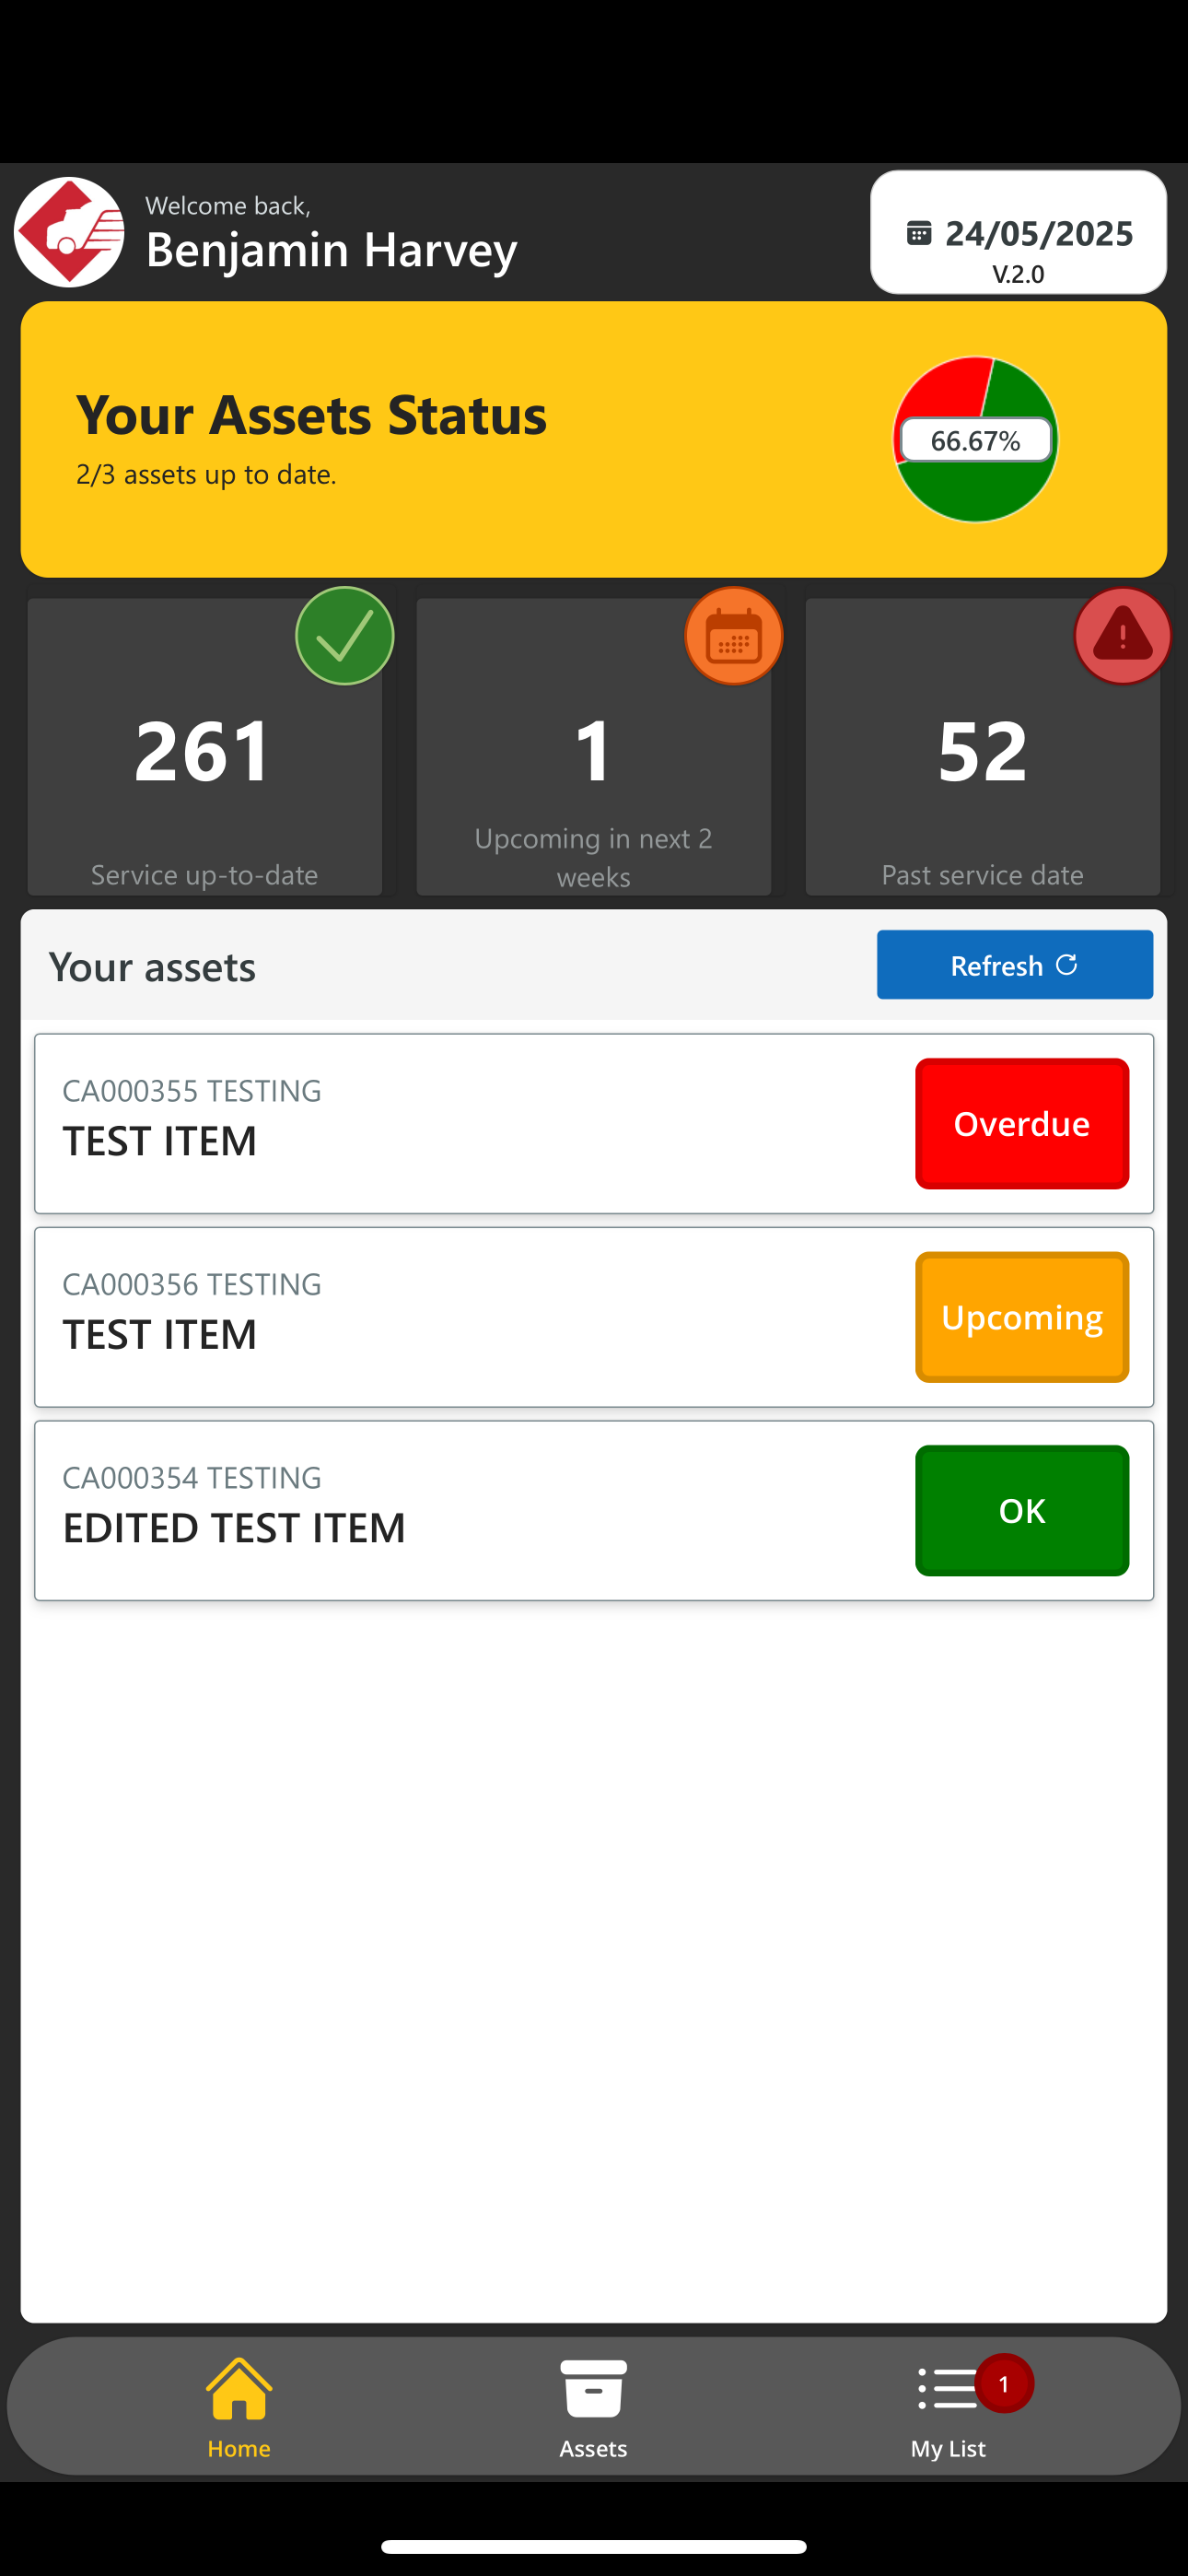 Welcome back,
Benjamin Harvey
24/05/2025
V.2.0
Your Assets Status
2/3 assets up to date.
66.67%
261
Service up-to-date
1
Upcoming in next 2
weeks
52
Past service date
Your assets
Refresh
CA000355 TESTING
TEST ITEM
Overdue
CA000356 TESTING
TEST ITEM
Upcoming
CA000354 TESTING
EDITED TEST ITEM
OK
Home
Assets
My List
1